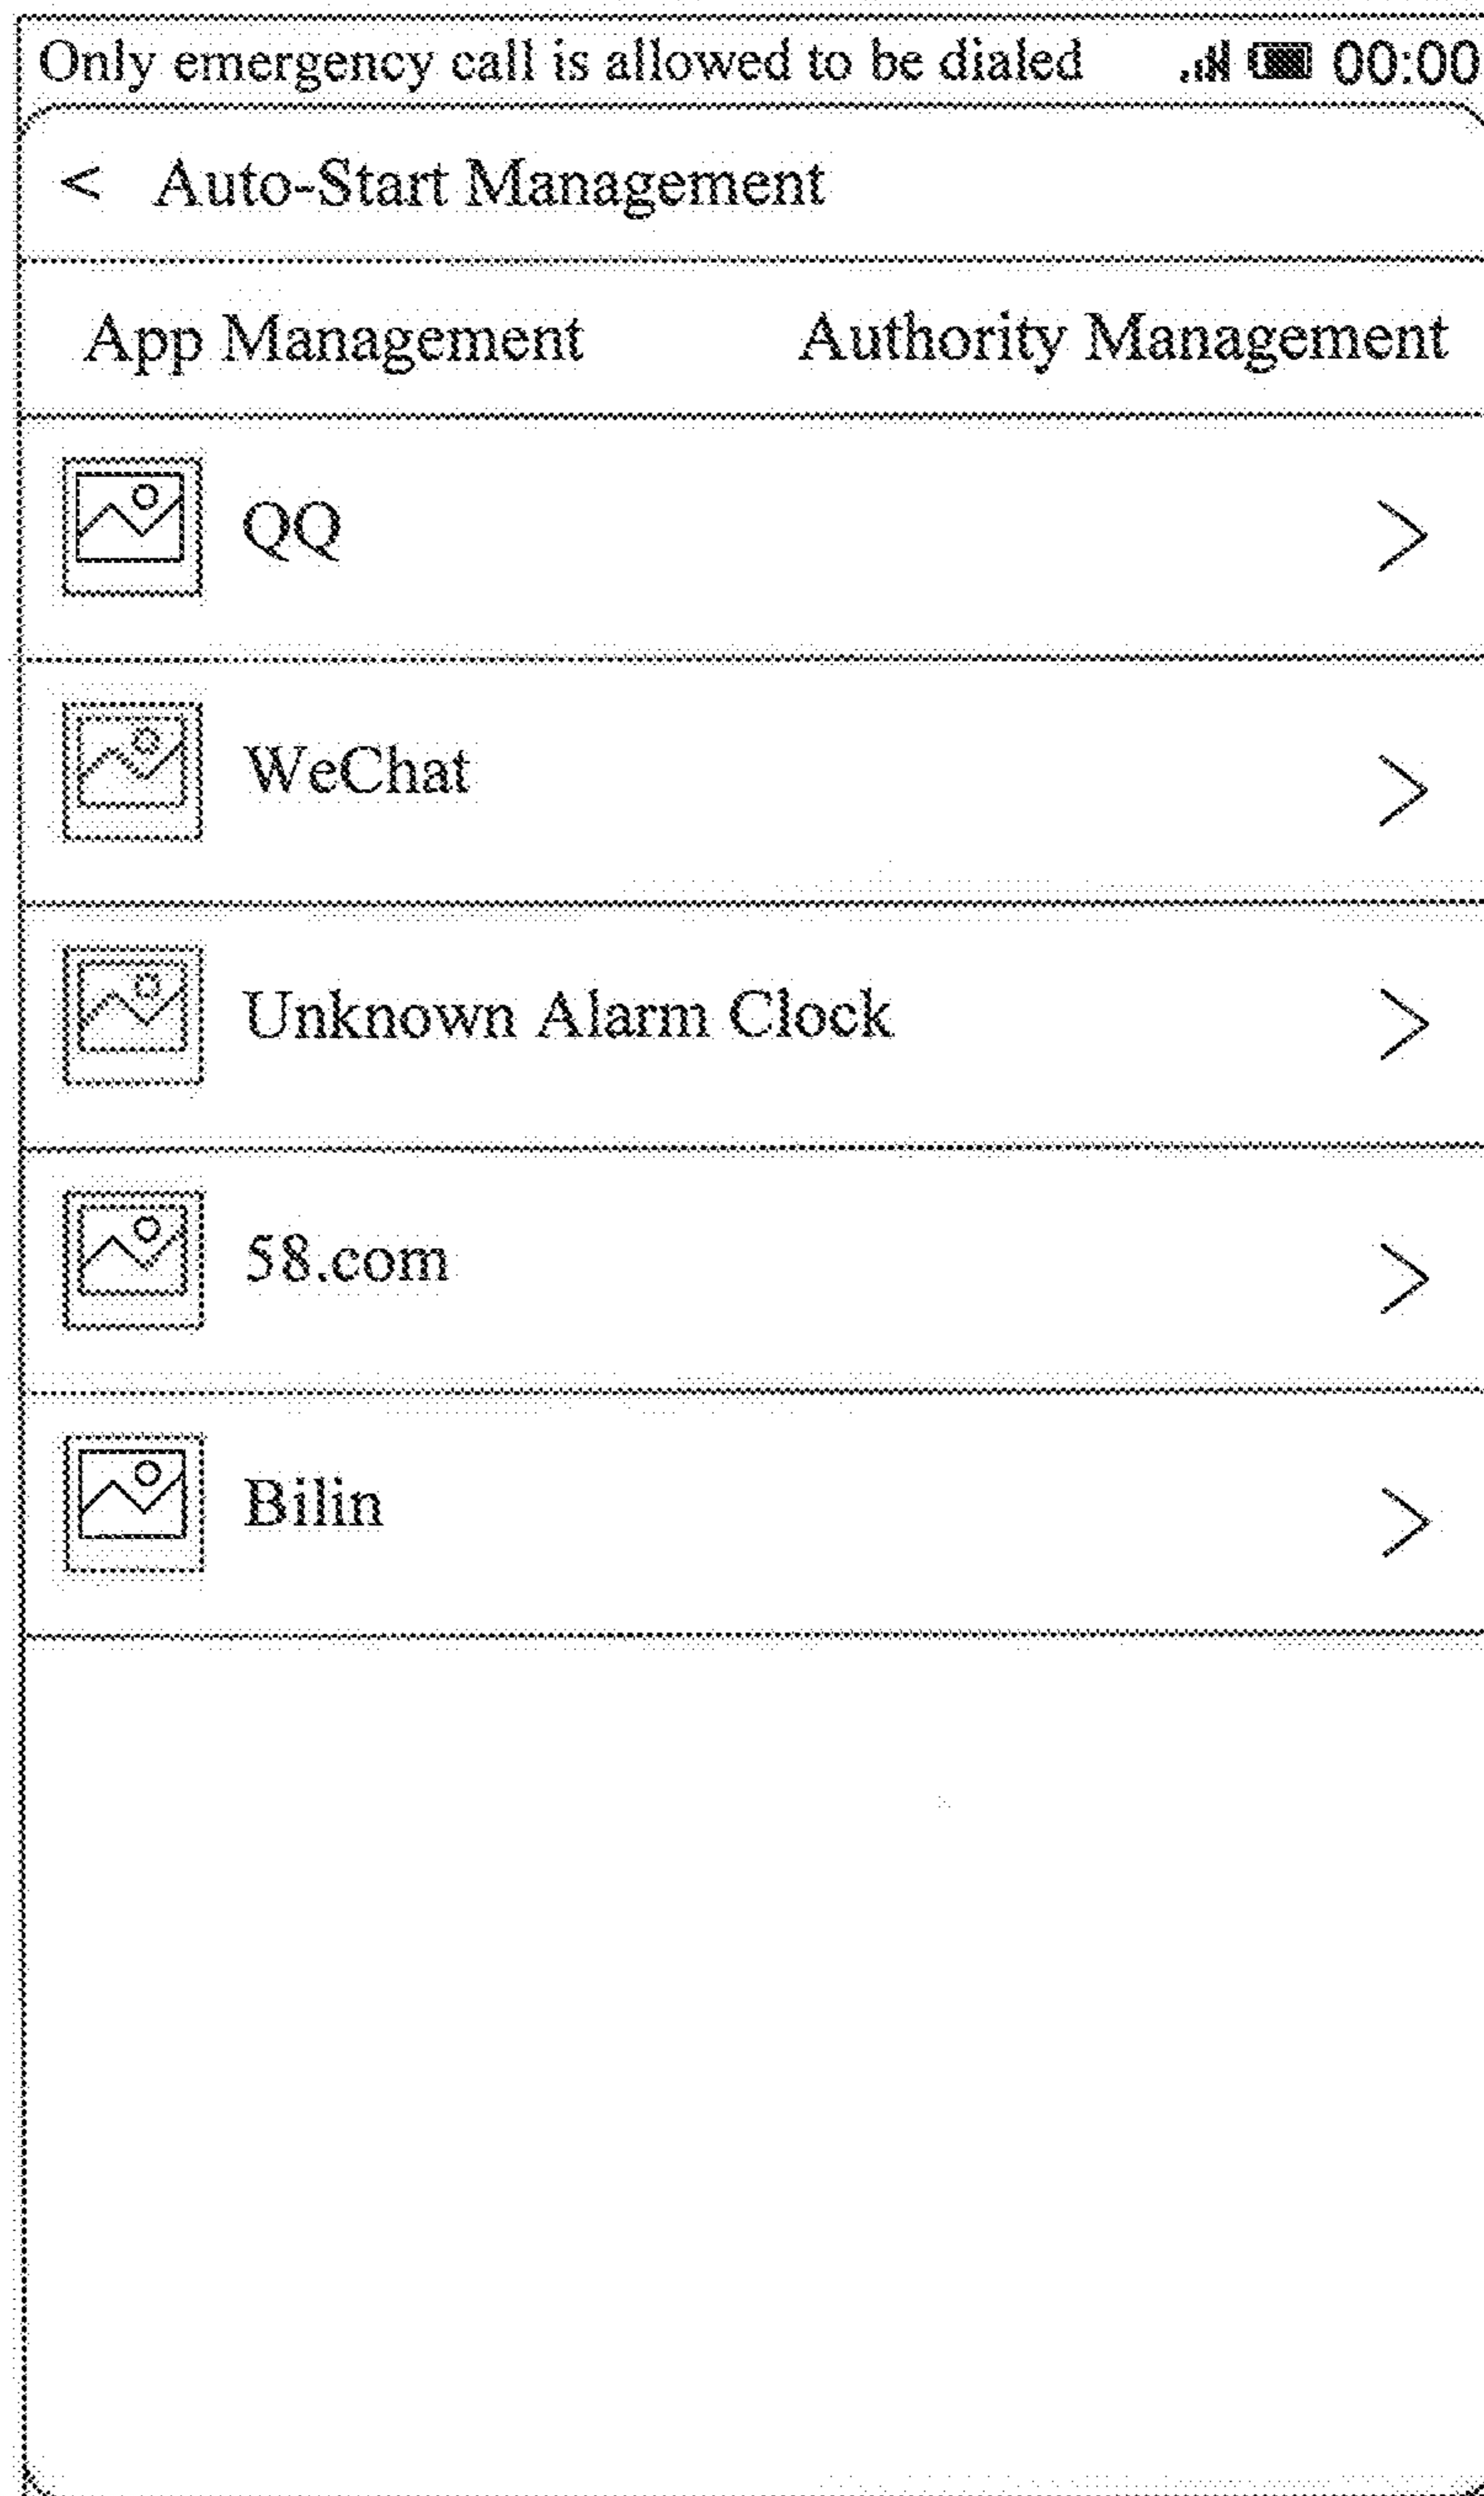 Only emergency call is allowed to be dialed 00:00
< Auto-Start Management
App Management Authority Management
QQ
WeChat
Unknown Alarm Clock
58.com
Bilin